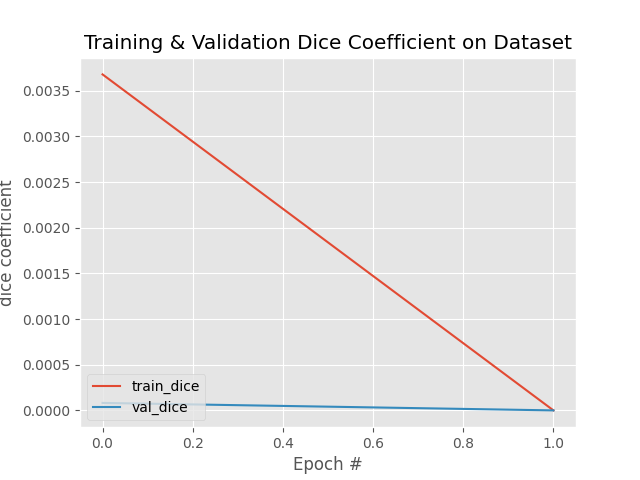 Training & Validation Dice Coefficient on Dataset
dice coefficient
0.0035
0.0030
0.0025
0.0020
0.0015
0.0010
0.0005
0.0000
train_dice
val_dice
0.0 0.2 0.4 0.6 0.8 1.0
Epoch #